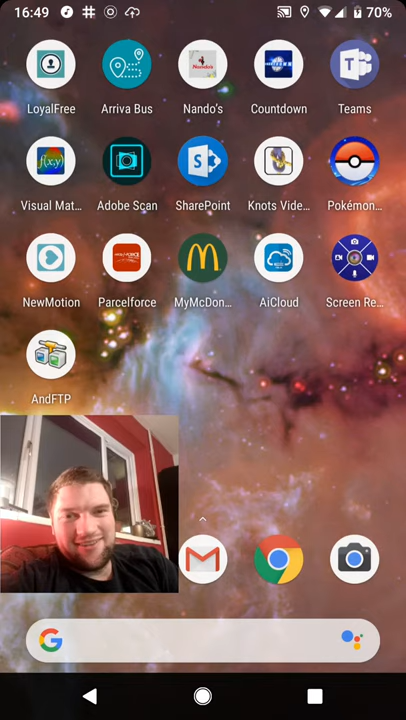 16:49 70%
LoyalFree Arriva Bus Nando's Countdown Teams
f(x,y)
Visual Mat... Adobe Scan SharePoint Knots Vide... Pokémon...
NewMotion Parcelforce MyMcDon... AiCloud Screen Re...
AndFTP